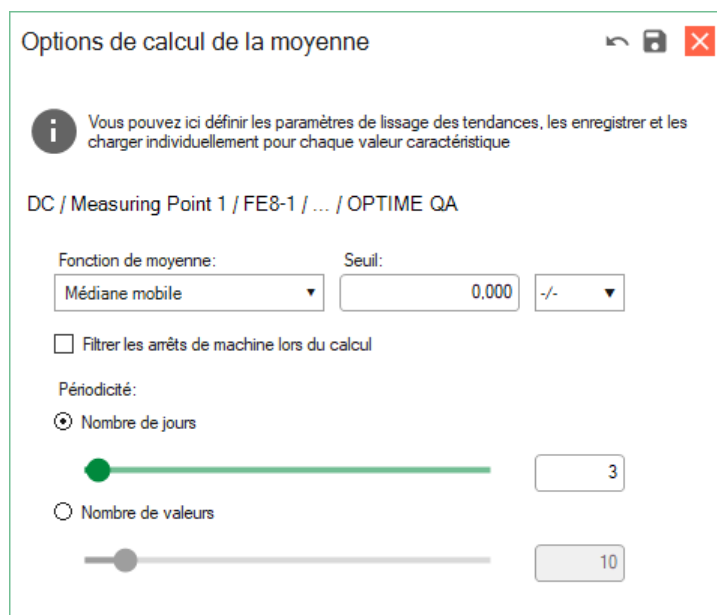 Options de calcul de la moyenne
Vous pouvez ici définir les paramètres de lissage des tendances, les enregistrer et les
charger individuellement pour chaque valeur caractéristique
DC / Measuring Point 1 / FE8-1 / ... / OPTIME QA
Fonction de moyenne: Seuil:
Médiane mobile 0,000 -/-
Filtrer les arrêts de machine lors du calcul
Périodicité:
Nombre de jours
3
Nombre de valeurs
10